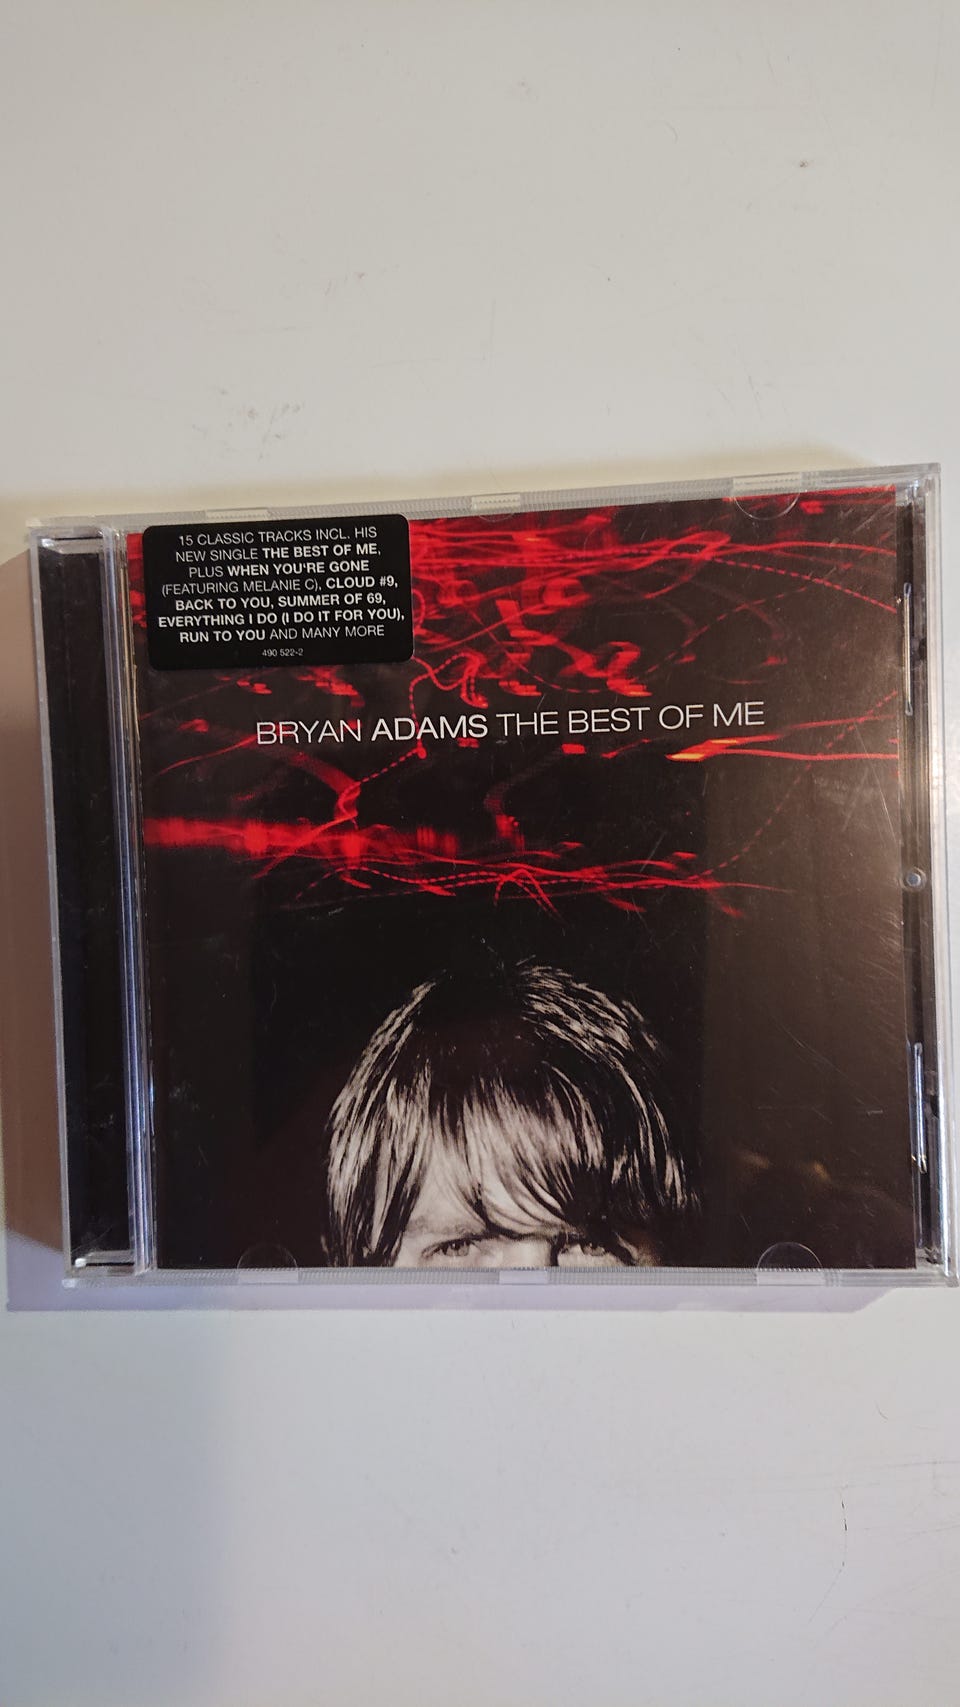 15 CLASSIC TRACKS INCL. HIS
NEW SINGLE THE BEST OF ME,
PLUS WHEN YOU'RE GONE
(FEATURING MELANIE C), CLOUD #9,
BACK TO YOU, SUMMER OF 69,
EVERYTHING I DO (I DO IT FOR YOU),
RUN TO YOU AND MANY MORE
490 522-2
BRYAN ADAMS THE BEST OF ME